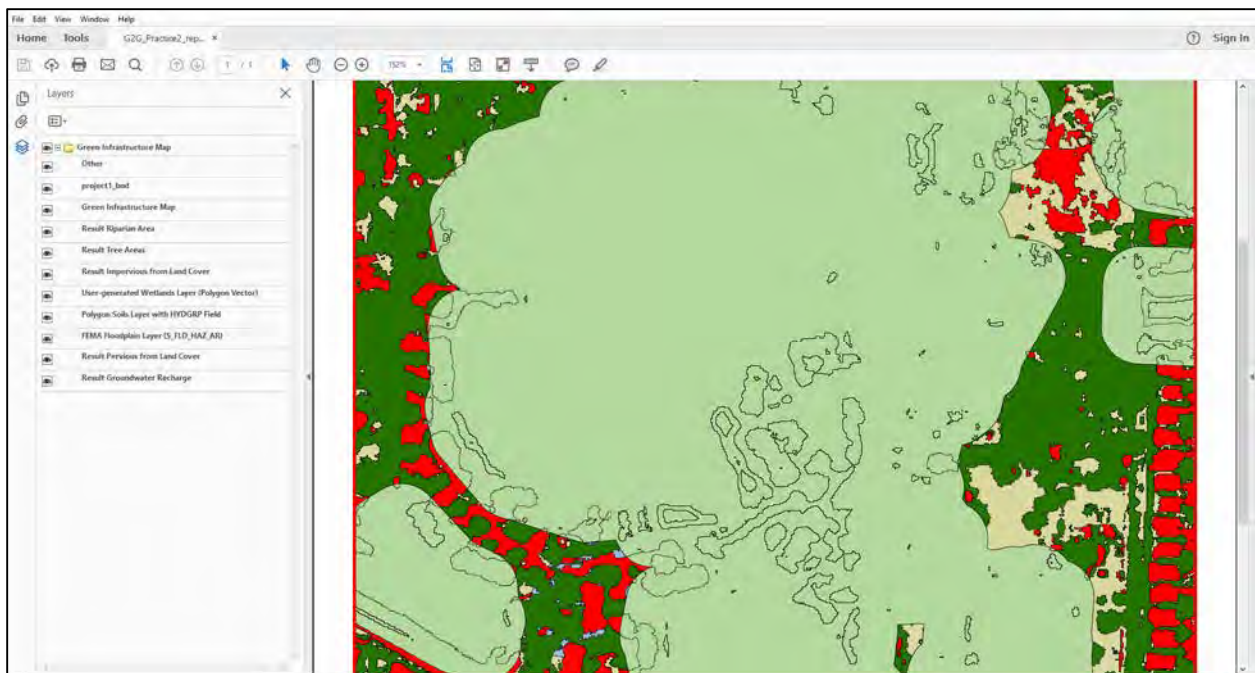 File Edit View Window Help
Home Tools G2G_Practice2_rep... × Sign In
1 / 1 152%
Layers
Green Infrastructure Map
Other
project1_bnd
Green Infrastructure Map
Result Riparian Area
Result Tree Areas
Result Impervious from Land Cover
User-generated Wetlands Layer (Polygon Vector)
Polygon Soils Layer with HYDGRP Field
FEMA Floodplain Layer (S_FLD_HAZ_AR)
Result Pervious from Land Cover
Result Groundwater Recharge